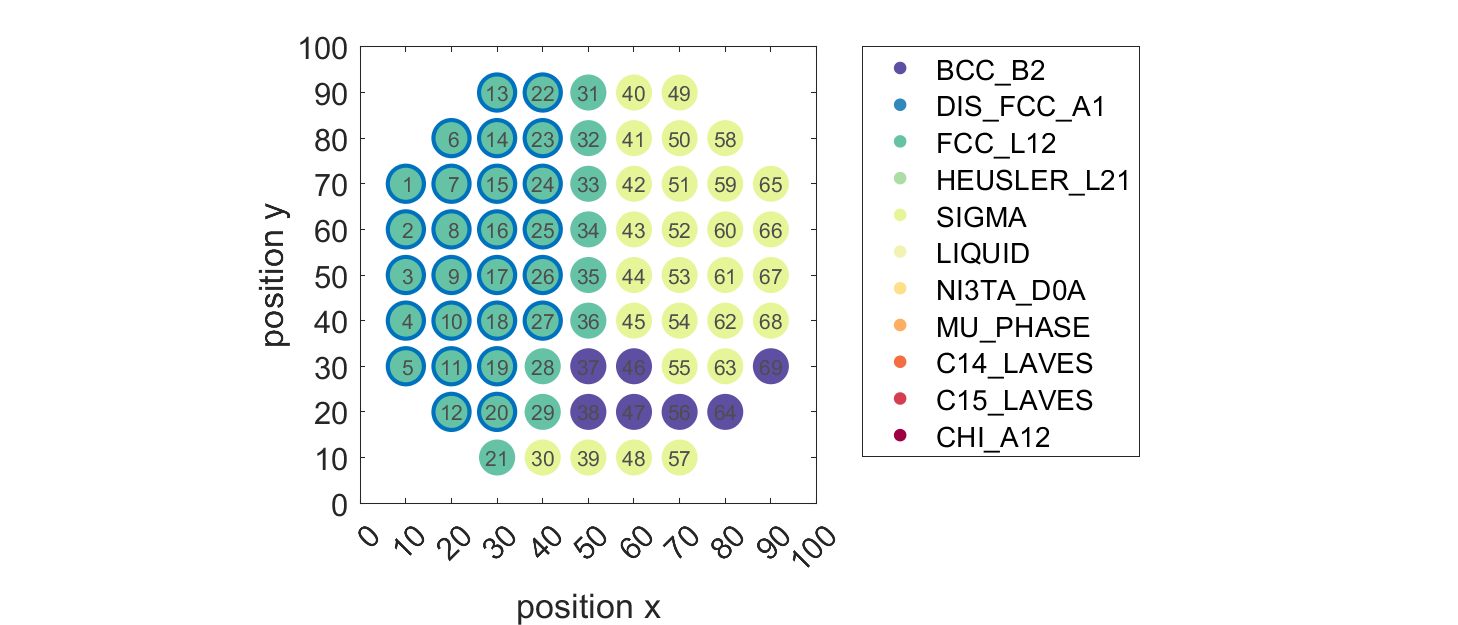 100
90
80
70
60
50
40
30
20
10
0
position y
13 22 31 40 49
6 14 23 32 41 50 58
1 7 15 24 33 42 51 59 65
2 8 16 25 34 43 52 60 66
3 9 17 26 35 44 53 61 67
4 10 18 27 36 45 54 62 68
5 11 19 28 37 46 55 63 69
12 20 29 38 47 56 64
21 30 39 48 57
0 10 20 30 40 50 60 70 80 90 100
position x
BCC_B2
DIS_FCC_A1
FCC_L12
HEUSLER_L21
SIGMA
LIQUID
NI3TA_D0A
MU_PHASE
C14_LAVES
C15_LAVES
CHI_A12